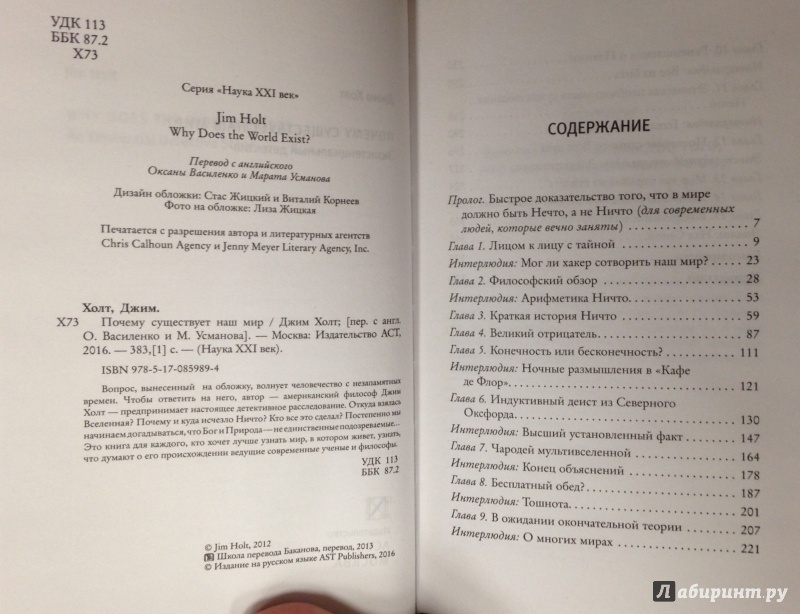 УДК 113
ББК 87.2
Х73
Серия «Наука XXI век»
Jim Holt
Why Does the World Exist?
Перевод с английского
Оксаны Василенко и Марата Усманова
Дизайн обложки: Стас Жицкий и Виталий Корнеев
Фото на обложке: Лиза Жицкая
Печатается с разрешения автора и литературных агентств
Chris Calhoun Agency и Jenny Meyer Literary Agency, Inc.
Холт, Джим.
Х73 Почему существует наш мир / Джим Холт; [пер. с англ.
О. Василенко и М. Усманова]. — Москва: Издательство АСТ,
2016. — 383,[1] с. — (Наука XXI век).
ISBN 978-5-17-085989-4
Вопрос, вынесенный на обложку, волнует человечество с незапамятных
времен. Чтобы ответить на него, автор — американский философ Джим
Холт — предпринимает настоящее детективное расследование. Откуда взялась
Вселенная? Почему и куда исчезло Ничто? Кто все это сделал? Постепенно мы
начинаем догадываться, что Бог и Природа — не единственные подозреваемые...
Это книга для каждого, кто хочет лучше узнать мир, в котором живет, узнать,
что думают о его происхождении ведущие современные ученые и философы.
УДК 113
ББК 87.2
© Jim Holt, 2012
Школа перевода Баканова, перевод, 2013
© Издание на русском языке AST Publishers, 2016
СОДЕРЖАНИЕ
Пролог. Быстрое доказательство того, что в мире
должно быть Нечто, а не Ничто (для современных
людей, которые вечно заняты) 7
Глава 1. Лицом к лицу с тайной 9
Интерлюдия: Мог ли хакер сотворить наш мир? 23
Глава 2. Философский обзор 28
Интерлюдия: Арифметика Ничто. 53
Глава 3. Краткая история Ничто 59
Глава 4. Великий отрицатель. 87
Глава 5. Конечность или бесконечность? 111
Интерлюдия: Ночные размышления в «Кафе
де Флор». 121
Глава 6. Индуктивный деист из Северного
Оксфорда. 130
Интерлюдия: Высший установленный факт 147
Глава 7. Чародей мультивселенной 164
Интерлюдия: Конец объяснений 178
Глава 8. Бесплатный обед? 187
Интерлюдия: Тошнота. 201
Глава 9. В ожидании окончательной теории 207
Интерлюдия: О многих мирах 221
Лабиринт.ру